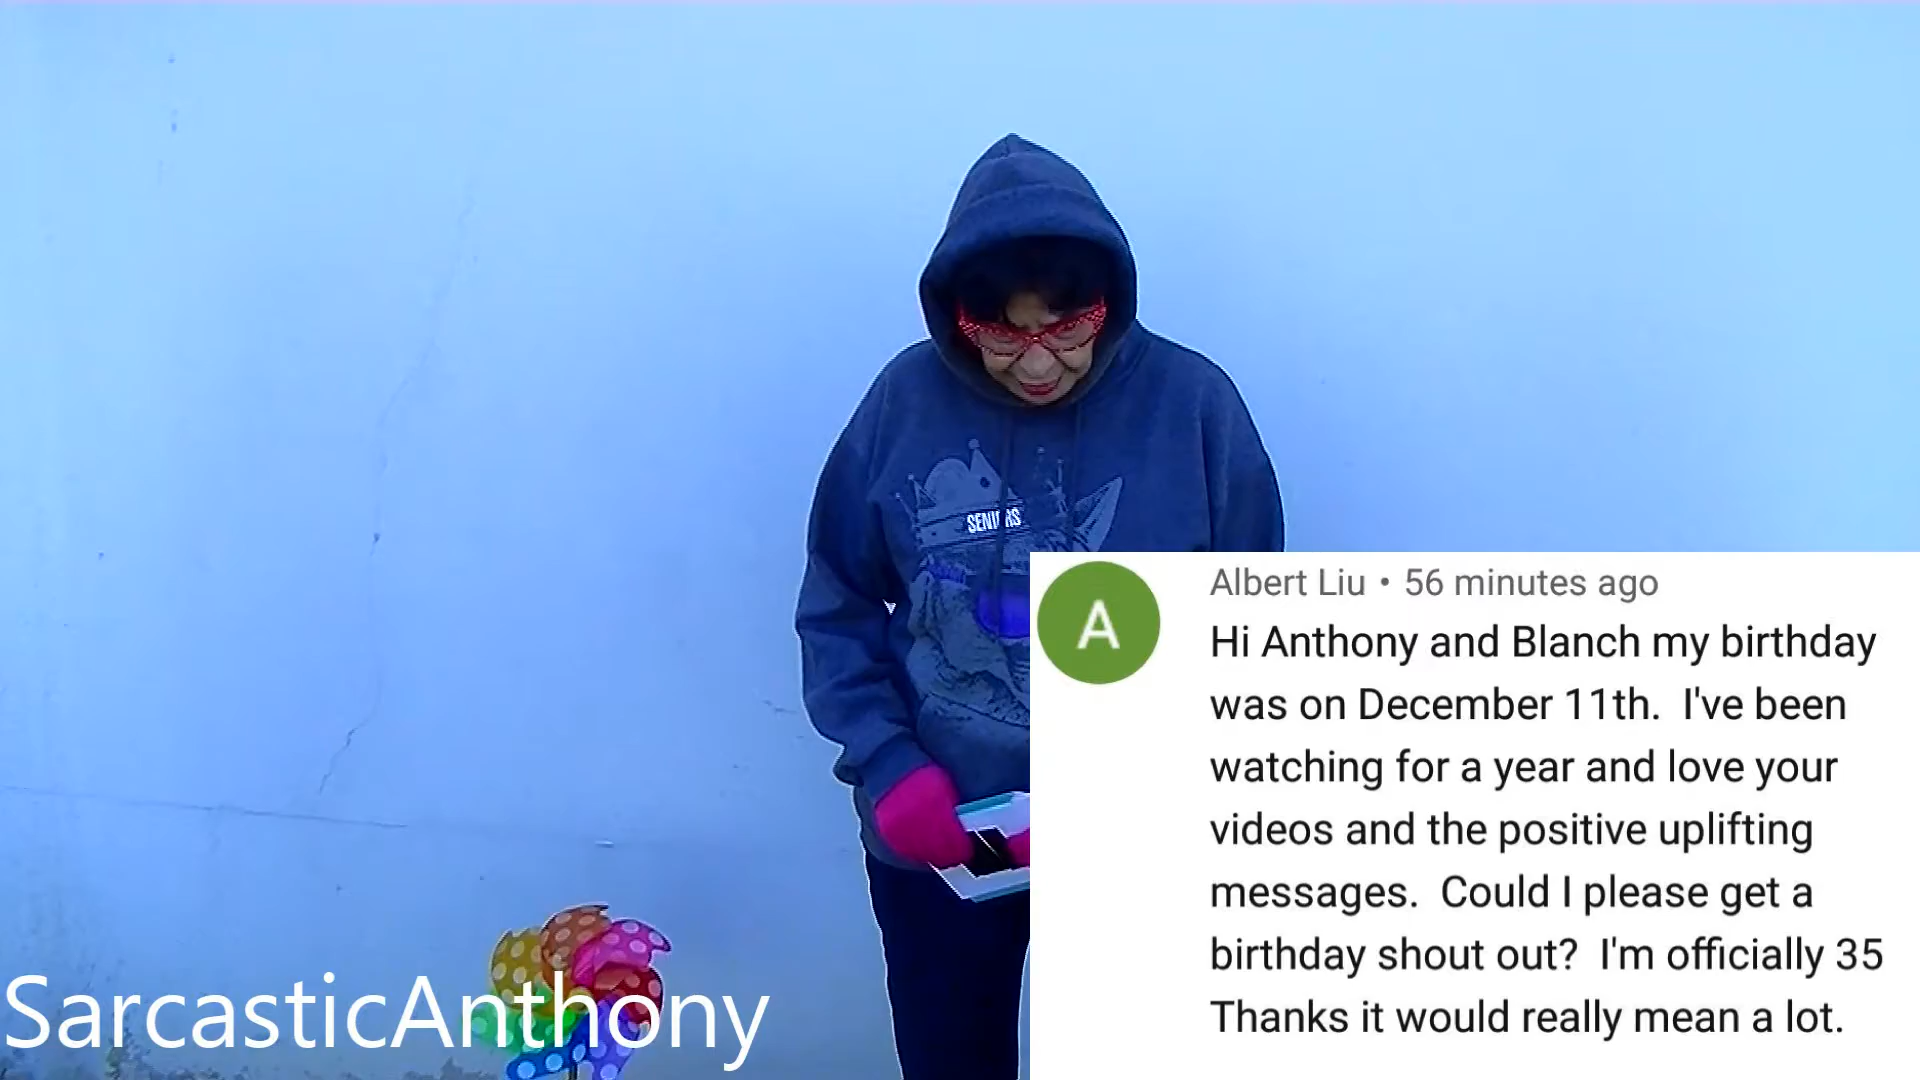 SENIORS
Albert Liu • 56 minutes ago
A
Hi Anthony and Blanch my birthday
was on December 11th.  I've been
watching for a year and love your
videos and the positive uplifting
messages.  Could I please get a
birthday shout out?  I'm officially 35
Thanks it would really mean a lot.
SarcasticAnthony